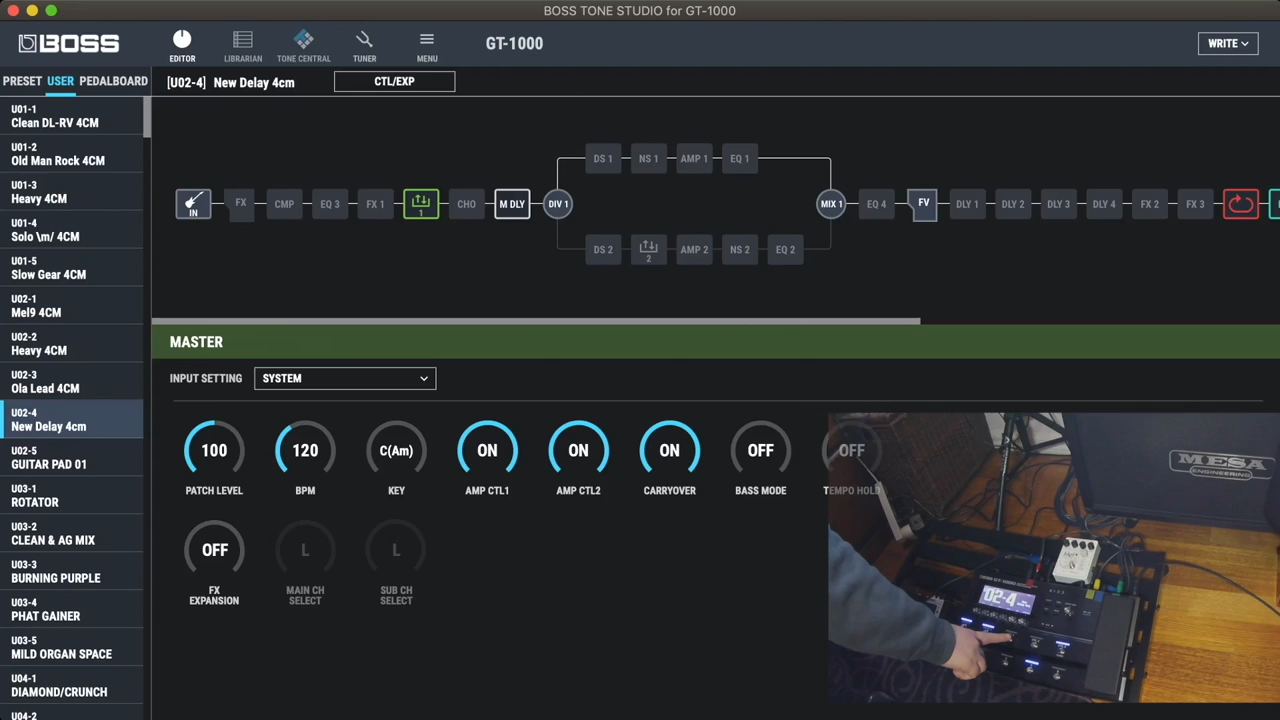 BOSS TONE STUDIO for GT-1000
BOSS
EDITOR
LIBRARIAN
TONE CENTRAL
TUNER
MENU
GT-1000
WRITE
PRESET USER PEDALBOARD
[U02-4] New Delay 4cm
CTL/EXP
U01-1
Clean DL-RV 4CM
U01-2
Old Man Rock 4CM
U01-3
Heavy 4CM
U01-4
Solo \m/ 4CM
U01-5
Slow Gear 4CM
U02-1
Mel9 4CM
U02-2
Heavy 4CM
U02-3
Ola Lead 4CM
U02-4
New Delay 4cm
U02-5
GUITAR PAD 01
U03-1
ROTATOR
U03-2
CLEAN & AG MIX
U03-3
BURNING PURPLE
U03-4
PHAT GAINER
U03-5
MILD ORGAN SPACE
U04-1
DIAMOND/CRUNCH
U04-2
DS 1 NS 1 AMP 1 EQ 1
IN FX CMP EQ 3 FX 1 1 CHO M DLY DIV 1 MIX 1 EQ 4 FV DLY 1 DLY 2 DLY 3 DLY 4 FX 2 FX 3
DS 2 2 AMP 2 NS 2 EQ 2
MASTER
INPUT SETTING SYSTEM
100 120 C(Am) ON ON ON OFF OFF
PATCH LEVEL BPM KEY AMP CTL1 AMP CTL2 CARRYOVER BASS MODE TEMPO HOLD
OFF L L
FX EXPANSION
MAIN CH SELECT
SUB CH SELECT
MESA
ENGINEERING
02-4